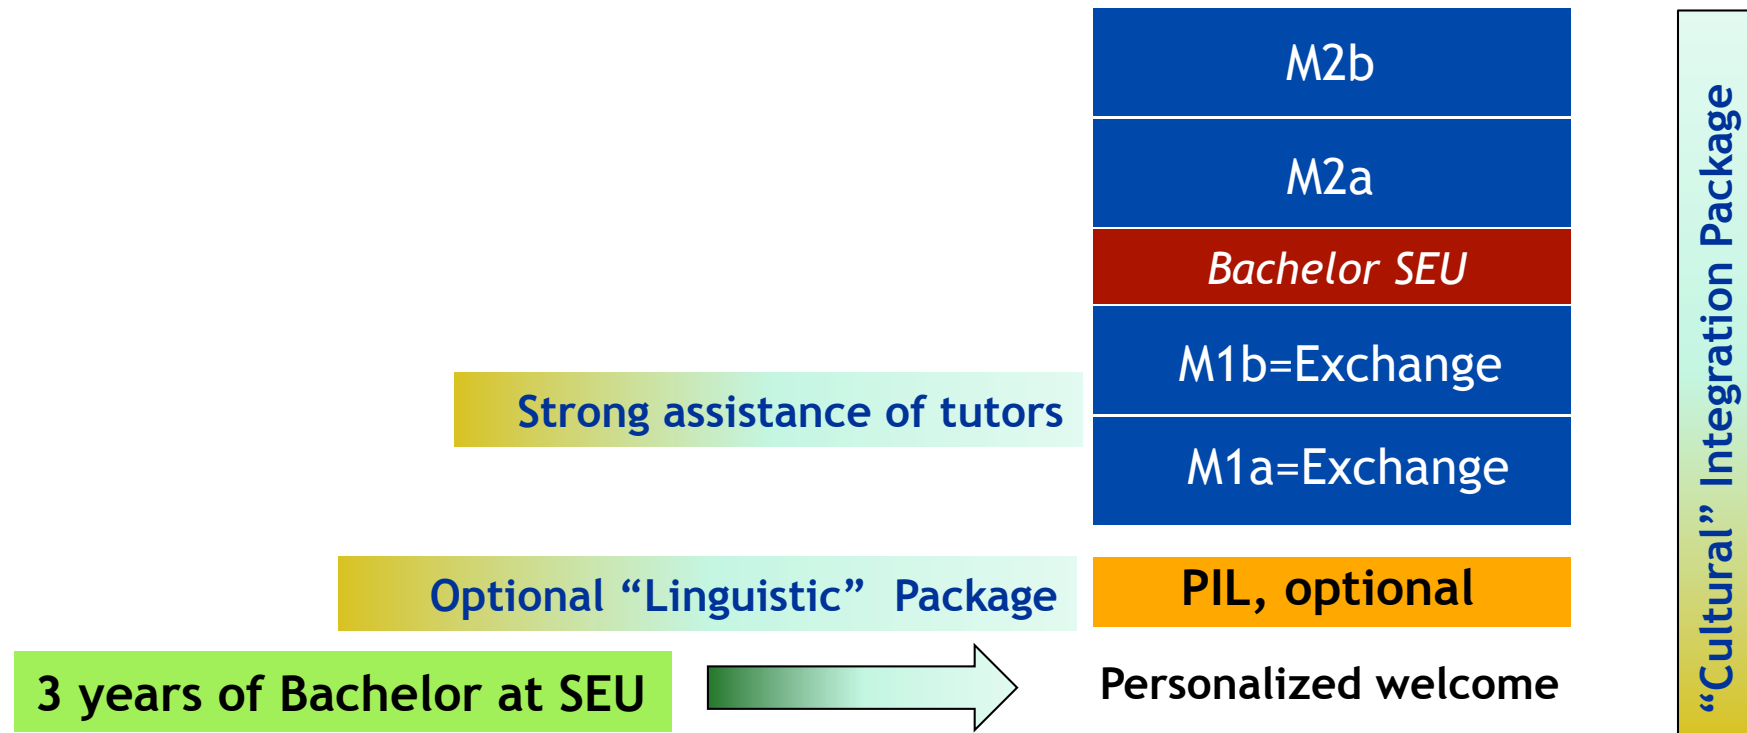 M2b
M2a
Bachelor SEU
M1b=Exchange
Strong assistance of tutors
M1a=Exchange
Optional “Linguistic” Package
PIL, optional
3 years of Bachelor at SEU
Personalized welcome
“Cultural” Integration Package